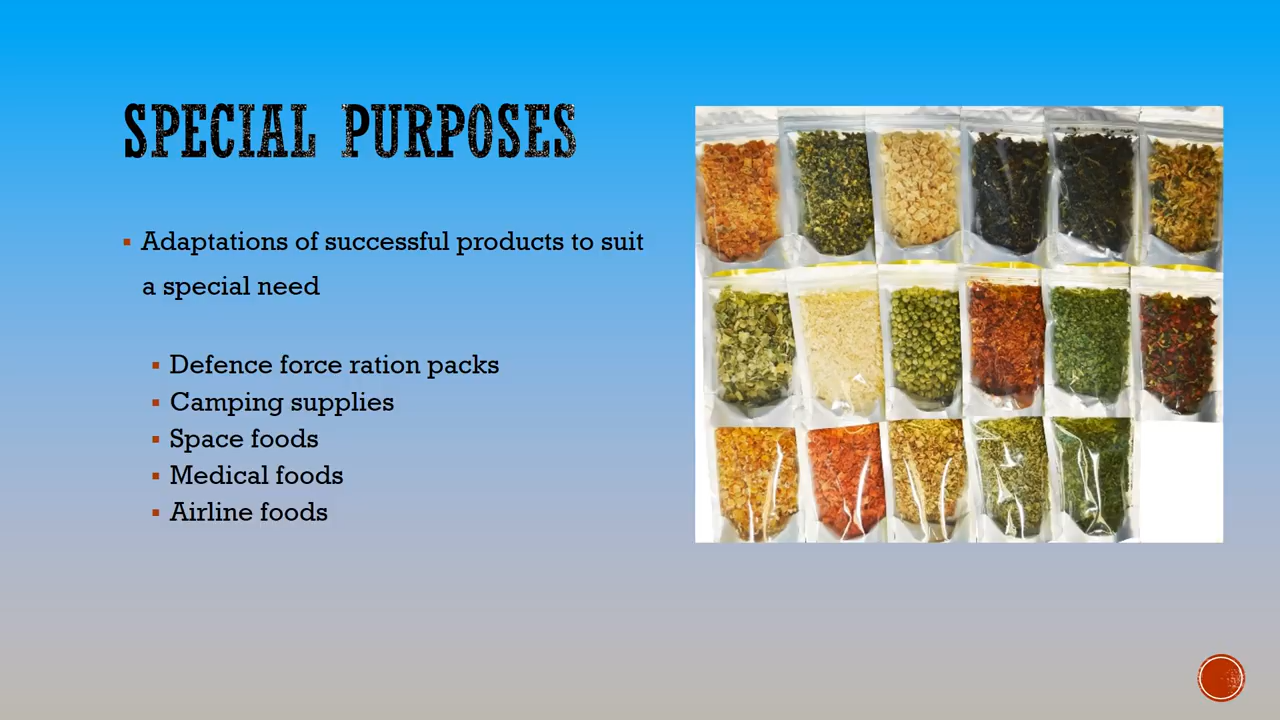 SPECIAL PURPOSES
Adaptations of successful products to suit
a special need
Defence force ration packs
Camping supplies
Space foods
Medical foods
Airline foods